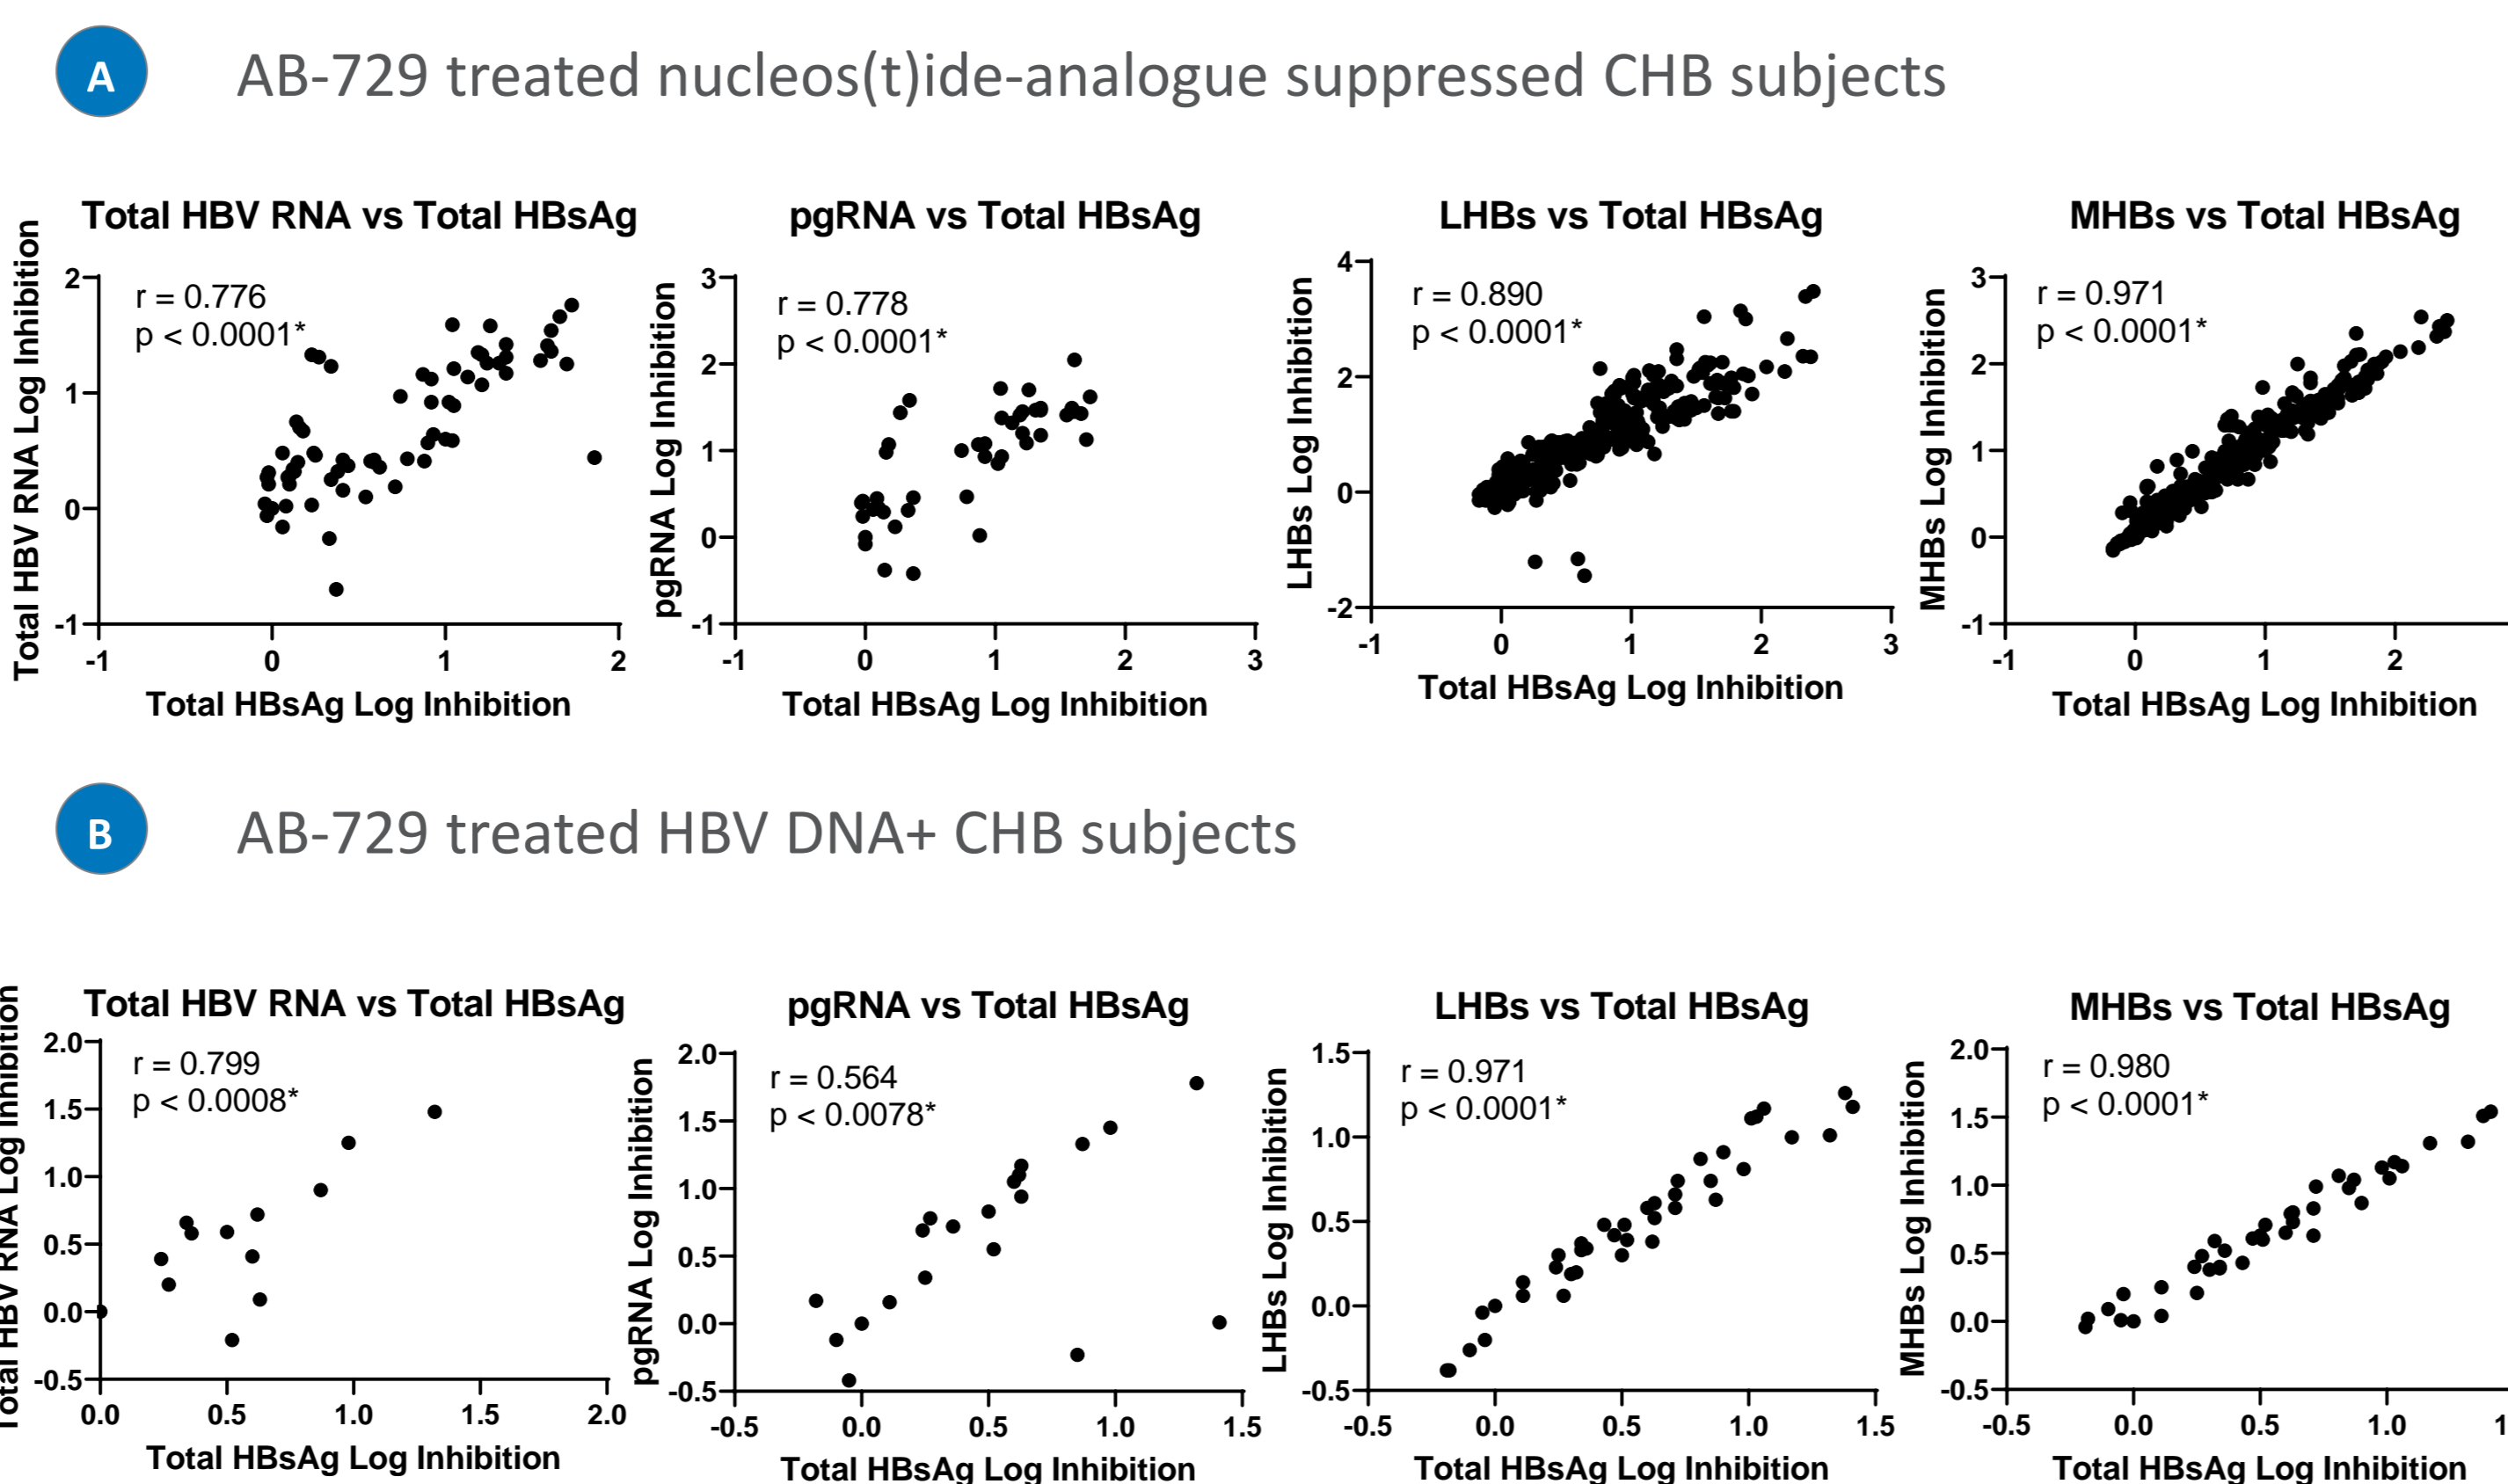 A
AB-729 treated nucleos(t)ide-analogue suppressed CHB subjects
Total HBV RNA vs Total HBsAg
Total HBV RNA Log Inhibition
r = 0.776
p < 0.0001*
2
1
0
-1
-1 0 1 2
Total HBsAg Log Inhibition
pgRNA vs Total HBsAg
pgRNA Log Inhibition
r = 0.778
p < 0.0001*
3
2
1
0
-1
-1 0 1 2 3
Total HBsAg Log Inhibition
LHBs vs Total HBsAg
LHBs Log Inhibition
r = 0.890
p < 0.0001*
4
2
0
-2
-1 0 1 2 3
Total HBsAg Log Inhibition
MHBs vs Total HBsAg
MHBs Log Inhibition
r = 0.971
p < 0.0001*
3
2
1
0
-1
-1 0 1 2
Total HBsAg Log Inhibition
B
AB-729 treated HBV DNA+ CHB subjects
Total HBV RNA vs Total HBsAg
Total HBV RNA Log Inhibition
r = 0.799
p < 0.0008*
2.0
1.5
1.0
0.5
0.0
-0.5
0.0 0.5 1.0 1.5 2.0
Total HBsAg Log Inhibition
pgRNA vs Total HBsAg
pgRNA Log Inhibition
r = 0.564
p < 0.0078*
2.0
1.5
1.0
0.5
0.0
-0.5
-0.5 0.0 0.5 1.0 1.5
Total HBsAg Log Inhibition
LHBs vs Total HBsAg
LHBs Log Inhibition
r = 0.971
p < 0.0001*
1.5
1.0
0.5
0.0
-0.5
-0.5 0.0 0.5 1.0 1.5
Total HBsAg Log Inhibition
MHBs vs Total HBsAg
MHBs Log Inhibition
r = 0.980
p < 0.0001*
2.0
1.5
1.0
0.5
0.0
-0.5
-0.5 0.0 0.5 1.0
Total HBsAg Log Inhibition